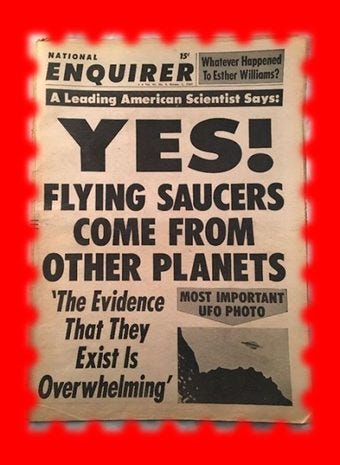 NATIONAL
ENQUIRER
15¢
Whatever Happened
To Esther Williams?
A Leading American Scientist Says:
YES!
FLYING SAUCERS
COME FROM
OTHER PLANETS
'The Evidence
That They
Exist Is
Overwhelming'
MOST IMPORTANT
UFO PHOTO